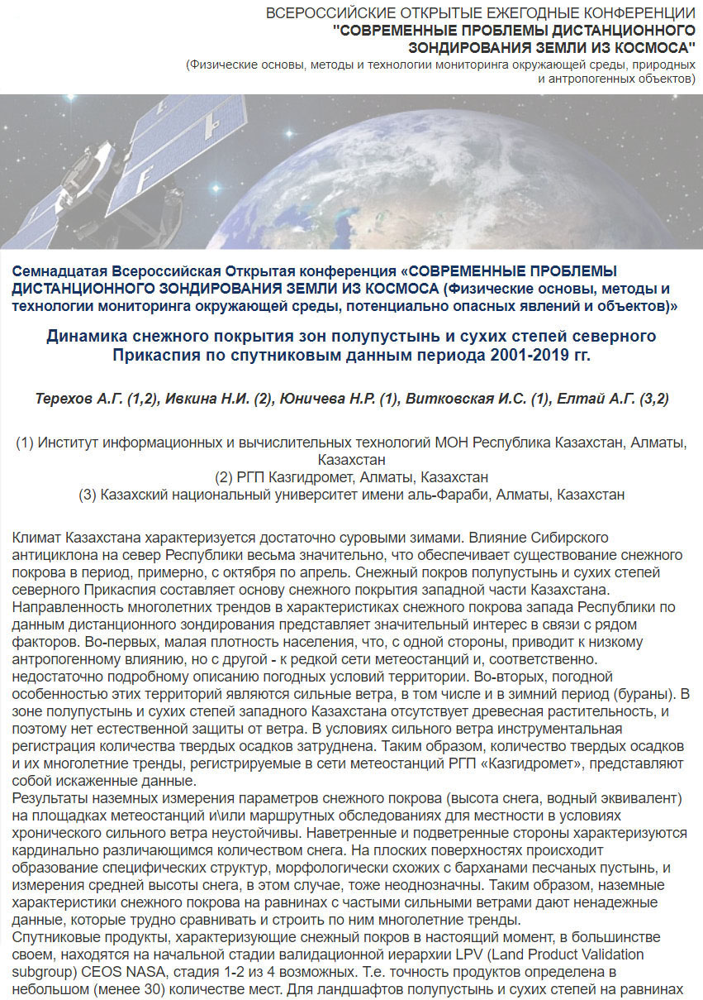 ВСЕРОССИЙСКИЕ ОТКРЫТЫЕ ЕЖЕГОДНЫЕ КОНФЕРЕНЦИИ
"СОВРЕМЕННЫЕ ПРОБЛЕМЫ ДИСТАНЦИОННОГО
ЗОНДИРОВАНИЯ ЗЕМЛИ ИЗ КОСМОСА"
(Физические основы, методы и технологии мониторинга окружающей среды, природных
и антропогенных объектов)
Семнадцатая Всероссийская Открытая конференция «СОВРЕМЕННЫЕ ПРОБЛЕМЫ
ДИСТАНЦИОННОГО ЗОНДИРОВАНИЯ ЗЕМЛИ ИЗ КОСМОСА (Физические основы, методы и
технологии мониторинга окружающей среды, потенциально опасных явлений и объектов)»
Динамика снежного покрытия зон полупустынь и сухих степей северного
Прикаспия по спутниковым данным периода 2001-2019 гг.
Терехов А.Г. (1,2), Ивкина Н.И. (2), Юничева Н.Р. (1), Витковская И.С. (1), Елтай А.Г. (3,2)
(1) Институт информационных и вычислительных технологий МОН Республика Казахстан, Алматы,
Казахстан
(2) РГП Казгидромет, Алматы, Казахстан
(3) Казахский национальный университет имени аль-Фараби, Алматы, Казахстан
Климат Казахстана характеризуется достаточно суровыми зимами. Влияние Сибирского
антициклона на север Республики весьма значительно, что обеспечивает существование снежного
покрова в период, примерно, с октября по апрель. Снежный покров полупустынь и сухих степей
северного Прикаспия составляет основу снежного покрытия западной части Казахстана.
Направленность многолетних трендов в характеристиках снежного покрова запада Республики по
данным дистанционного зондирования представляет значительный интерес в связи с рядом
факторов. Во-первых, малая плотность населения, что, с одной стороны, приводит к низкому
антропогенному влиянию, но с другой - к редкой сети метеостанций и, соответственно.
недостаточно подробному описанию погодных условий территории. Во-вторых, погодной
особенностью этих территорий являются сильные ветра, в том числе и в зимний период (бураны). В
зоне полупустынь и сухих степей западного Казахстана отсутствует древесная растительность, и
поэтому нет естественной защиты от ветра. В условиях сильного ветра инструментальная
регистрация количества твердых осадков затруднена. Таким образом, количество твердых осадков
и их многолетние тренды, регистрируемые в сети метеостанций РГП «Казгидромет», представляют
собой искаженные данные.
Результаты наземных измерения параметров снежного покрова (высота снега, водный эквивалент)
на площадках метеостанций и\или маршрутных обследованиях для местности в условиях
хронического сильного ветра неустойчивы. Наветренные и подветренные стороны характеризуются
кардинально различающимся количеством снега. На плоских поверхностях происходит
образование специфических структур, морфологически схожих с барханами песчаных пустынь, и
измерения средней высоты снега, в этом случае, тоже неоднозначны. Таким образом, наземные
характеристики снежного покрова на равнинах с частыми сильными ветрами дают ненадежные
данные, которые трудно сравнивать и строить по ним многолетние тренды.
Спутниковые продукты, характеризующие снежный покров в настоящий момент, в большинстве
своем, находятся на начальной стадии валидационной иерархии LPV (Land Product Validation
subgroup) CEOS NASA, стадия 1-2 из 4 возможных. Т.е. точность продуктов определена в
небольшом (менее 30) количестве мест. Для ландшафтов полупустынь и сухих степей на равнинах